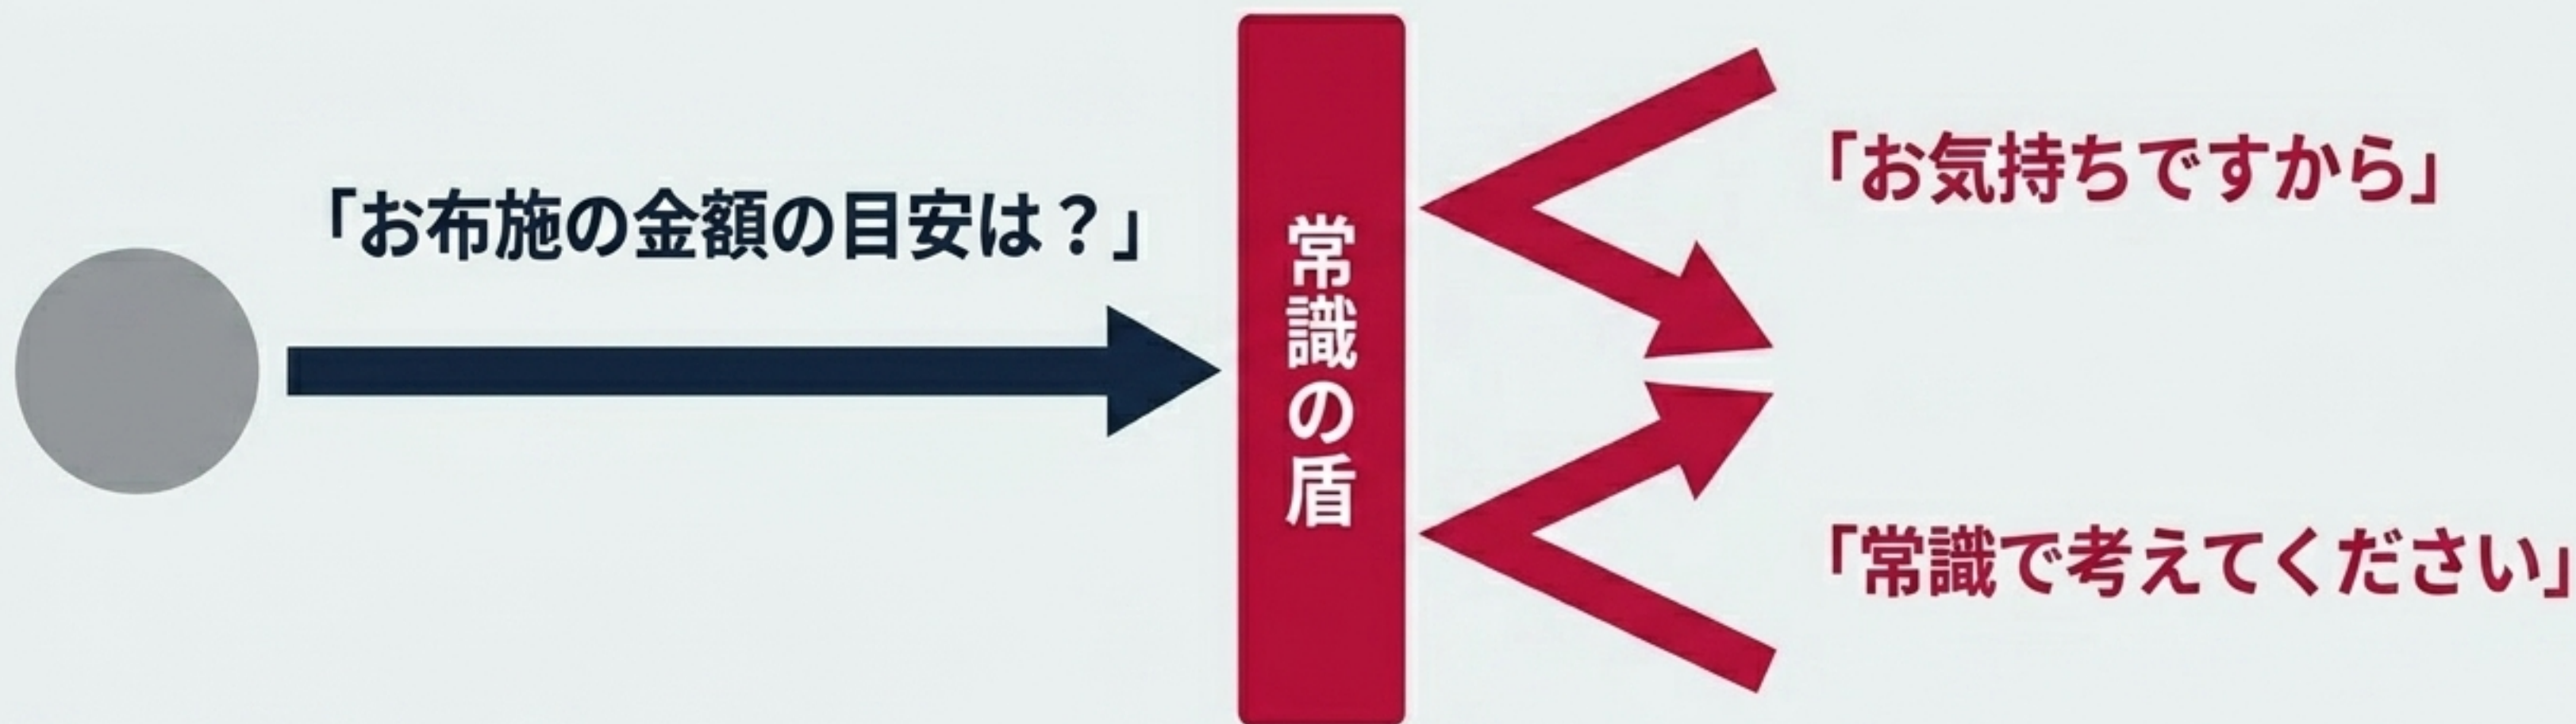 「お布施の金額の目安は？」
常識の盾
「お気持ちですから」
「常識で考えてください」